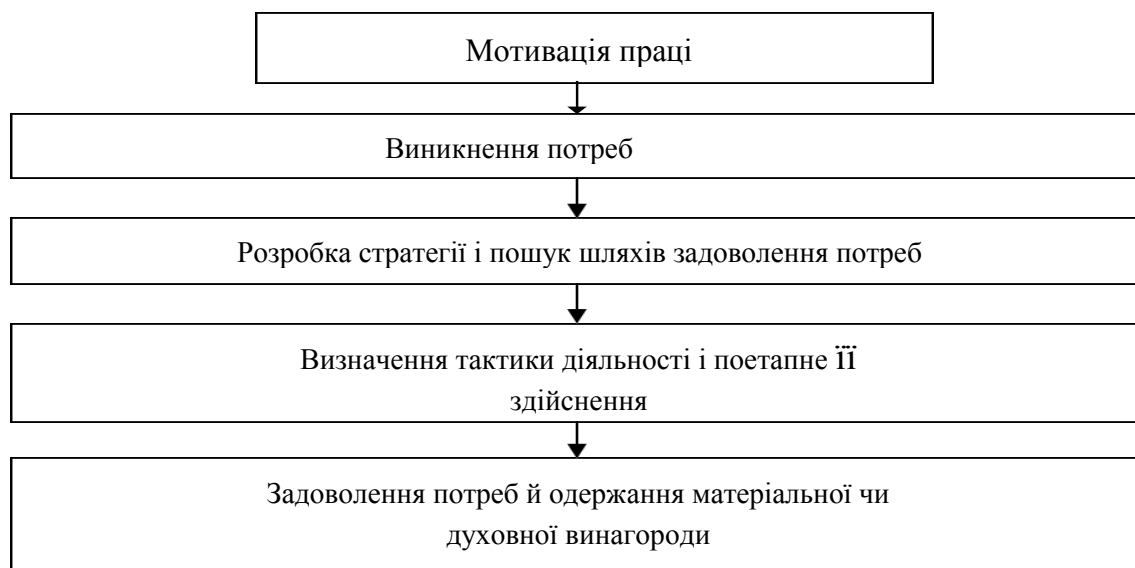 Мотивація праці
Виникнення потреб
Розробка стратегії і пошук шляхів задоволення потреб
Визначення тактики діяльності і поетапне її
здійснення
Задоволення потреб й одержання матеріальної чи
духовної винагороди